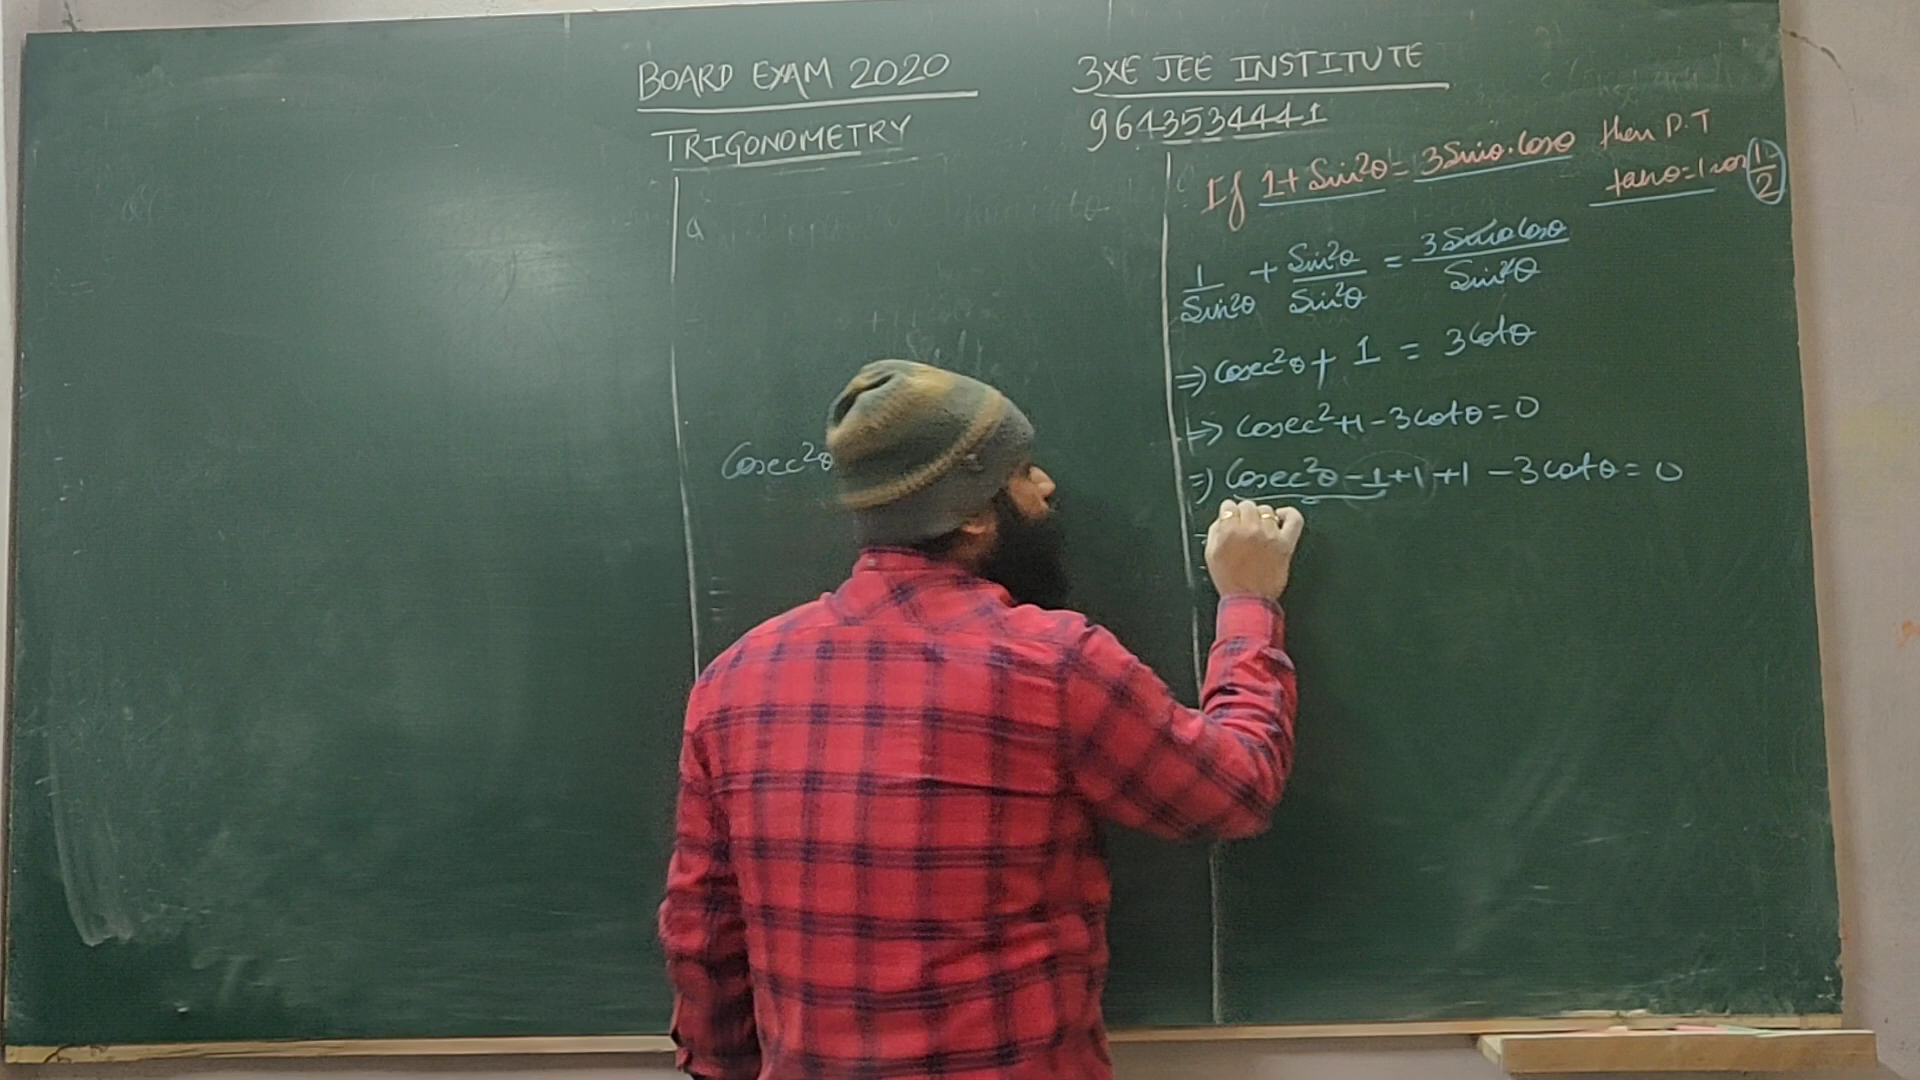 BOARD EXAM 2020
TRIGONOMETRY
3XE JEE INSTITUTE
9643534441
If 1 + Sin²θ = 3Sinθ.Cosθ then P.T
tanθ = 1 or 1/2
1/Sin²θ + Sin²θ/Sin²θ = 3SinθCosθ/Sin²θ
⇒ Cosec²θ + 1 = 3Cotθ
⇒ Cosec²+1-3Cotθ=0
⇒ Cosec²θ-1+1+1-3Cotθ=0
Cosec²θ